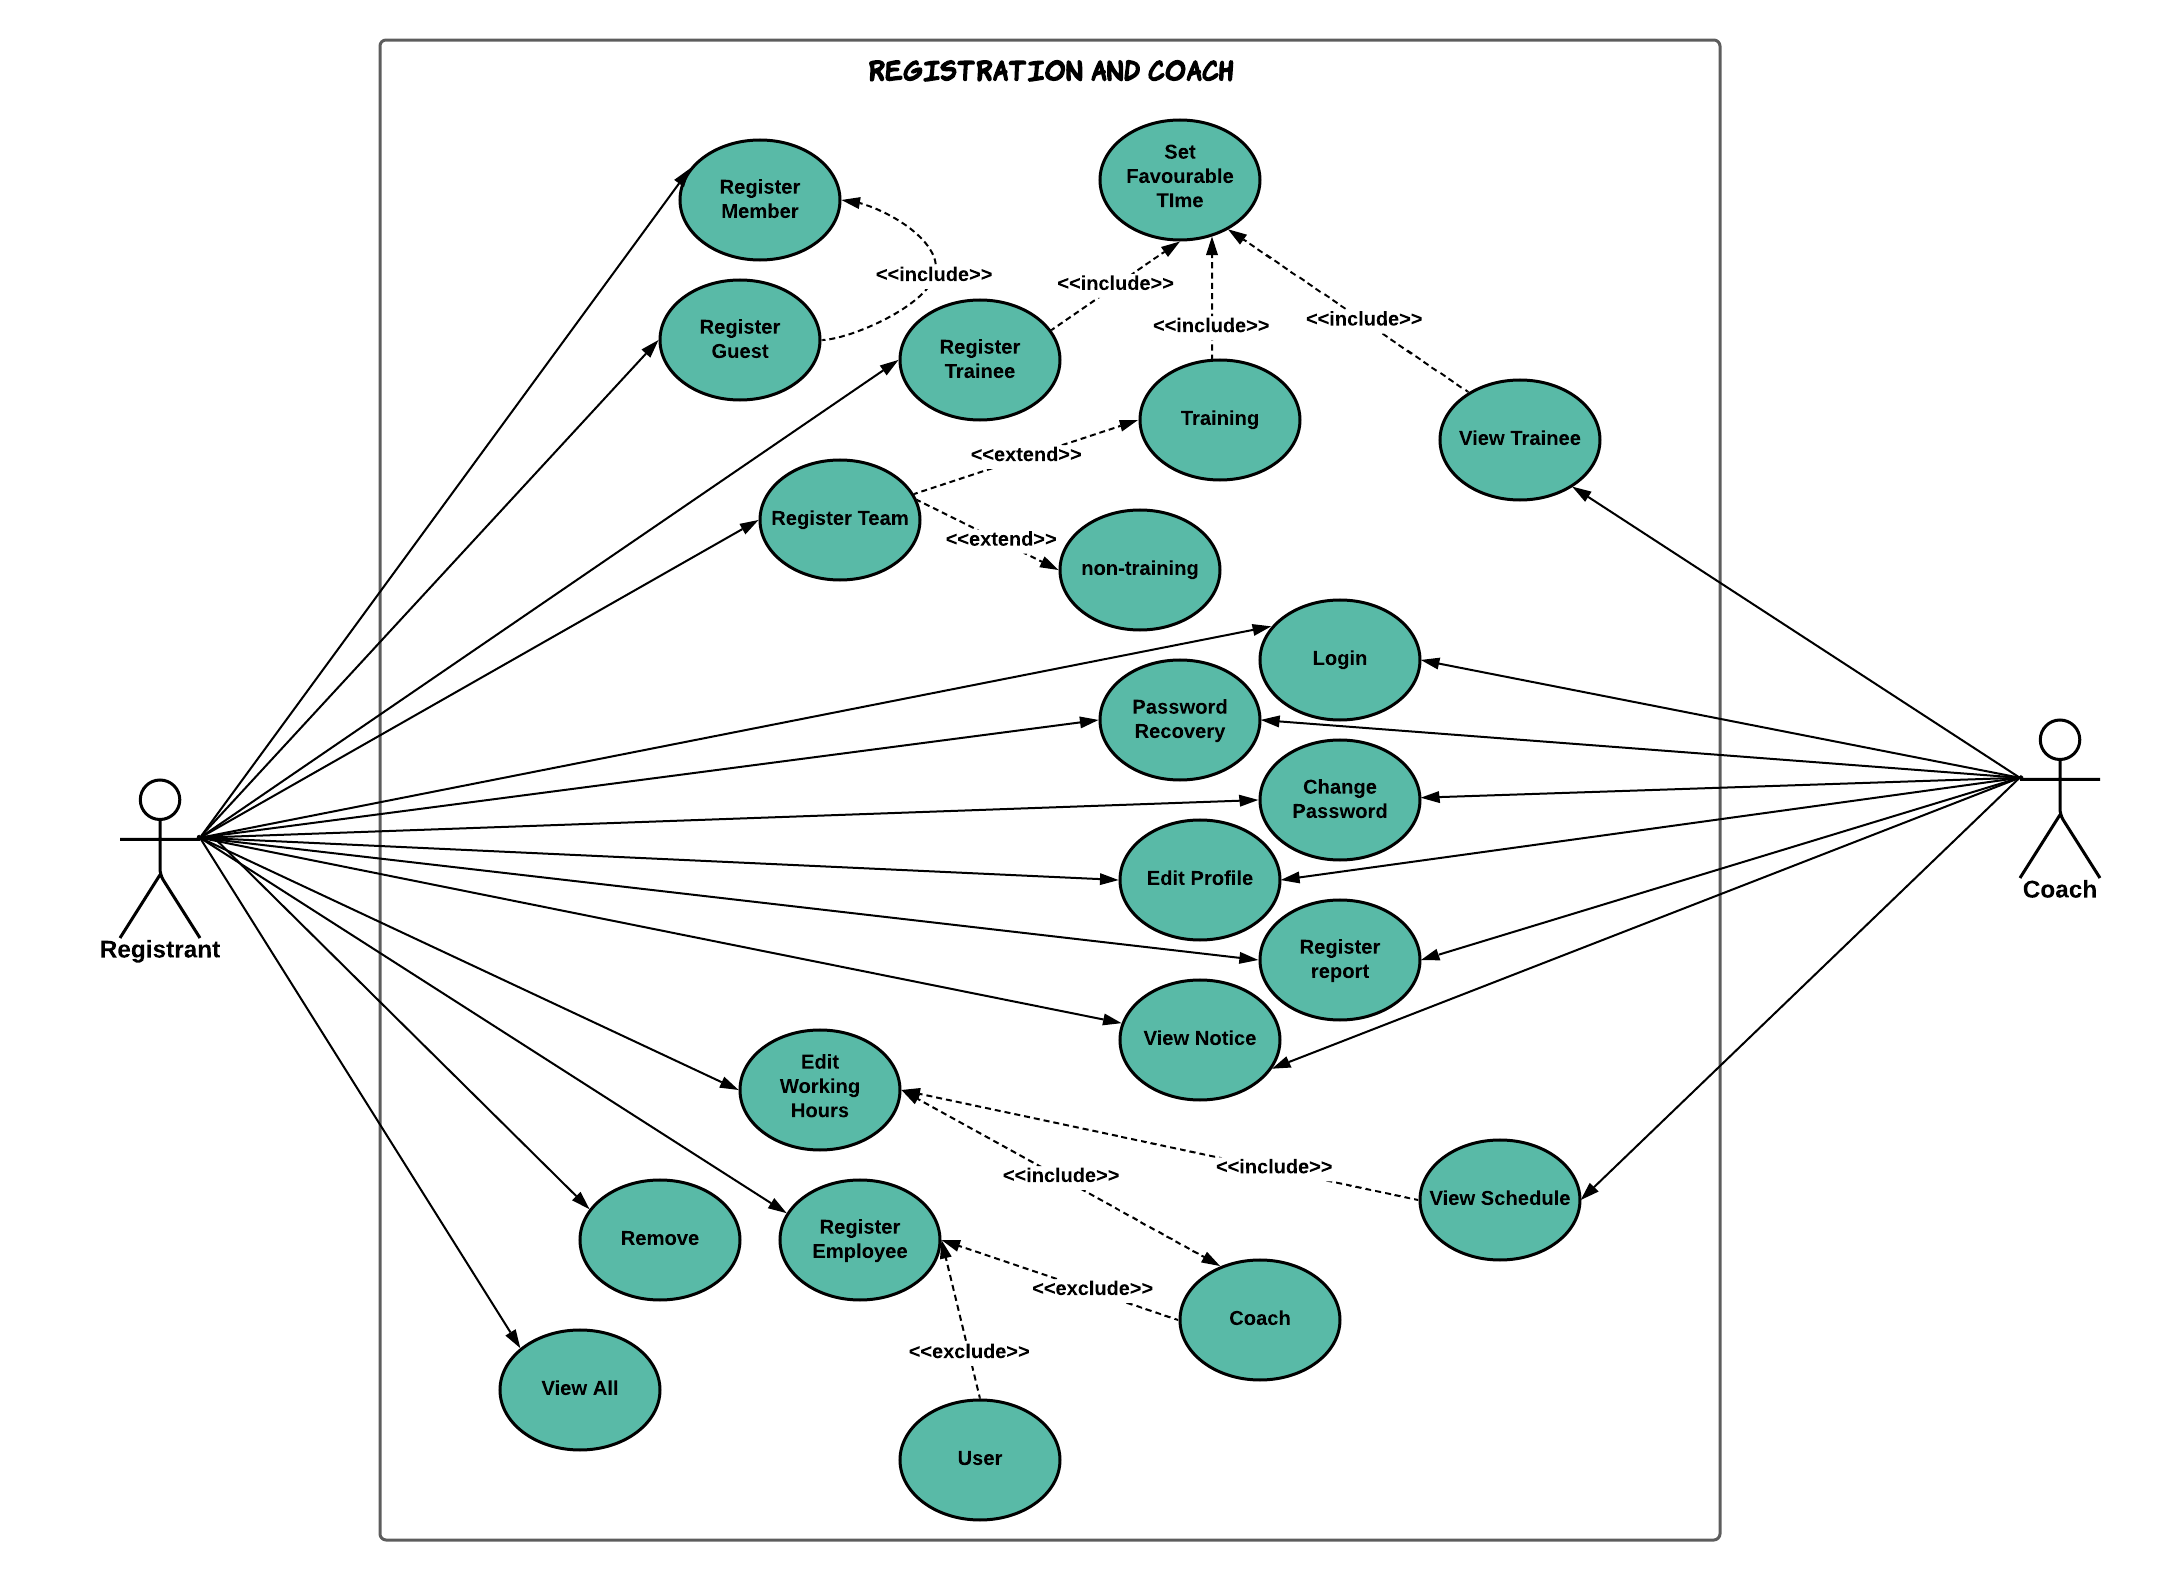 REGISTRATION AND COACH
Set
Favourable
TIme
Register
Member
<<include>>
<<include>>
<<include>>
<<include>>
Register
Guest
Register
Trainee
Training
View Trainee
<<extend>>
Register Team
<<extend>>
non-training
Login
Password
Recovery
Change
Password
Edit Profile
Coach
Registrant
Register
report
View Notice
Edit
Working
Hours
<<include>>
<<include>>
View Schedule
Remove
Register
Employee
<<exclude>>
Coach
<<exclude>>
View All
User